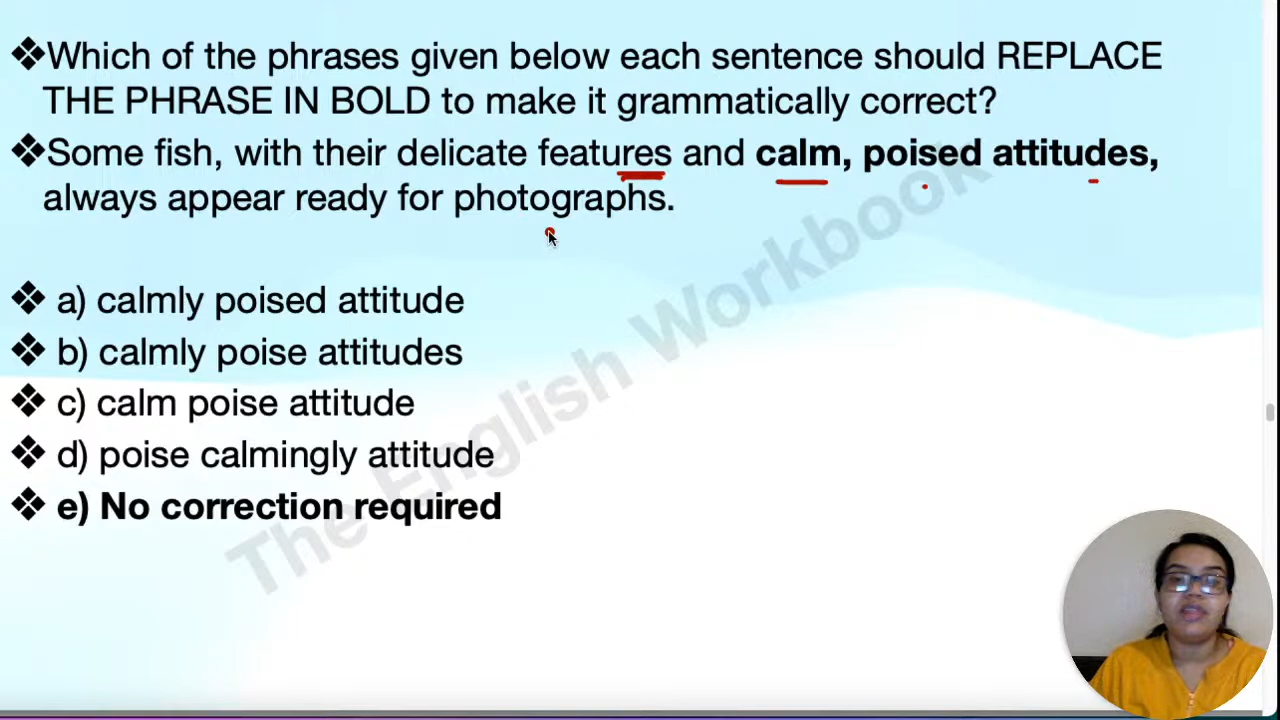 ❖Which of the phrases given below each sentence should REPLACE
THE PHRASE IN BOLD to make it grammatically correct?
❖Some fish, with their delicate features and calm, poised attitudes,
always appear ready for photographs.
❖ a) calmly poised attitude
❖ b) calmly poise attitudes
❖ c) calm poise attitude
❖ d) poise calmingly attitude
❖ e) No correction required
The English Workbook